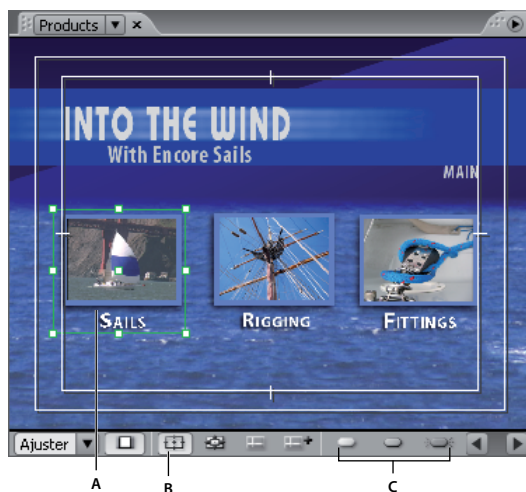 Products
INTO THE WIND
With Encore Sails
MAIN
SAILS
RIGGING
FITTINGS
Ajuster
A
B
C